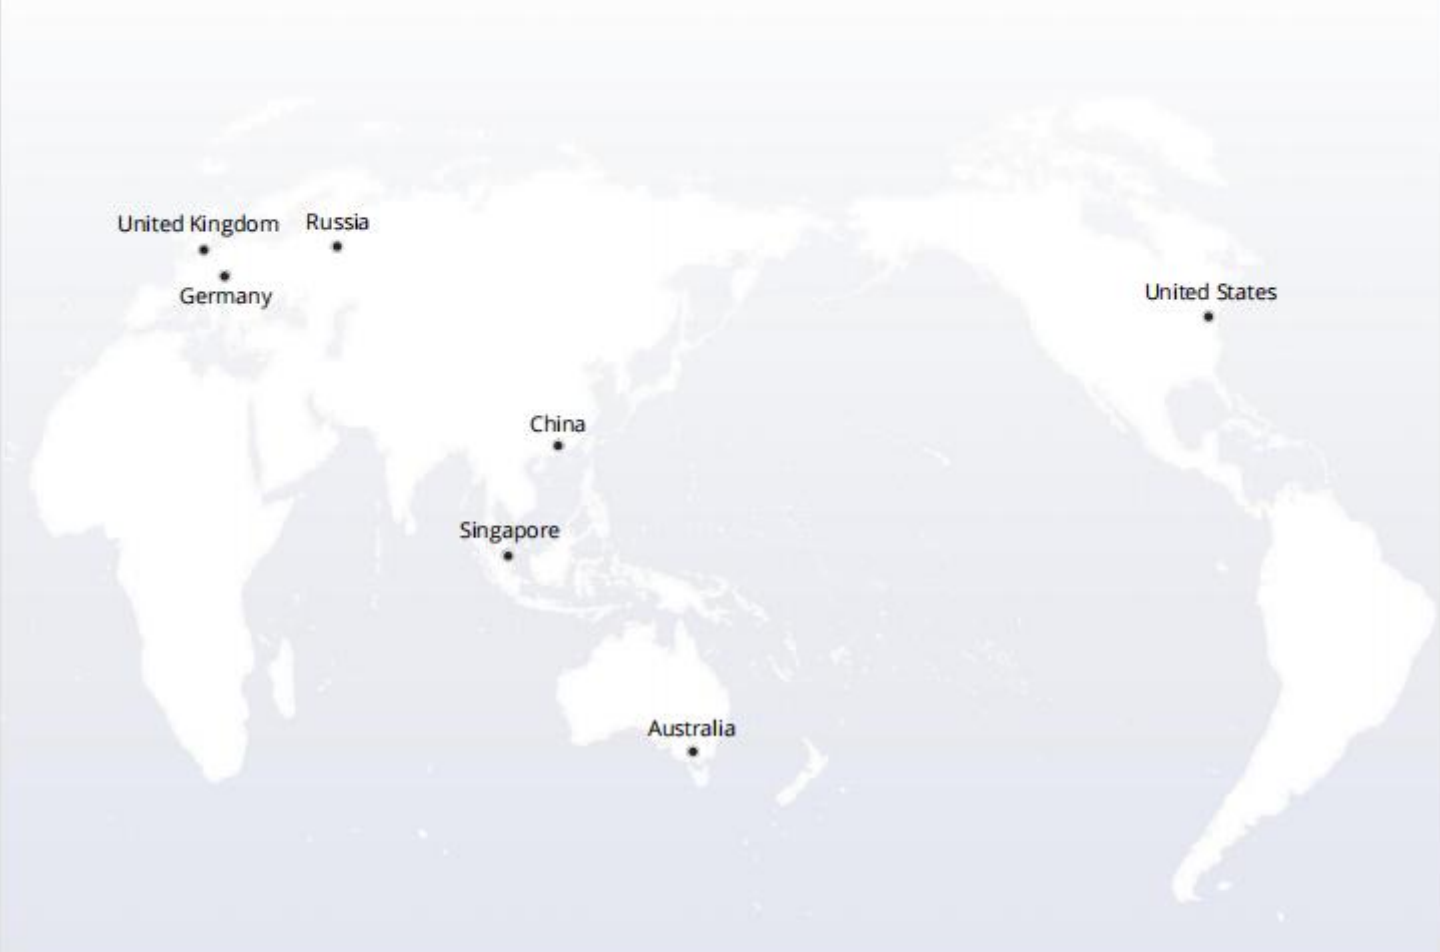 United Kingdom
Russia
Germany
United States
China
Singapore
Australia